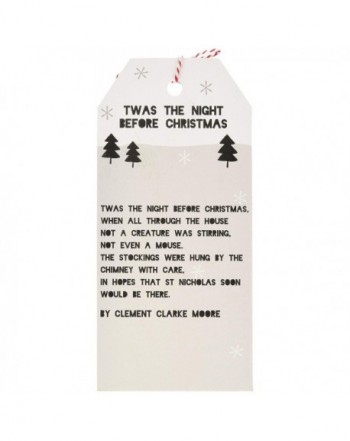 TWAS THE NIGHT
BEFORE CHRISTMAS
TWAS THE NIGHT BEFORE CHRISTMAS,
WHEN ALL THROUGH THE HOUSE
NOT A CREATURE WAS STIRRING,
NOT EVEN A MOUSE.
THE STOCKINGS WERE HUNG BY THE
CHIMNEY WITH CARE,
IN HOPES THAT ST NICHOLAS SOON
WOULD BE THERE.
BY CLEMENT CLARKE MOORE